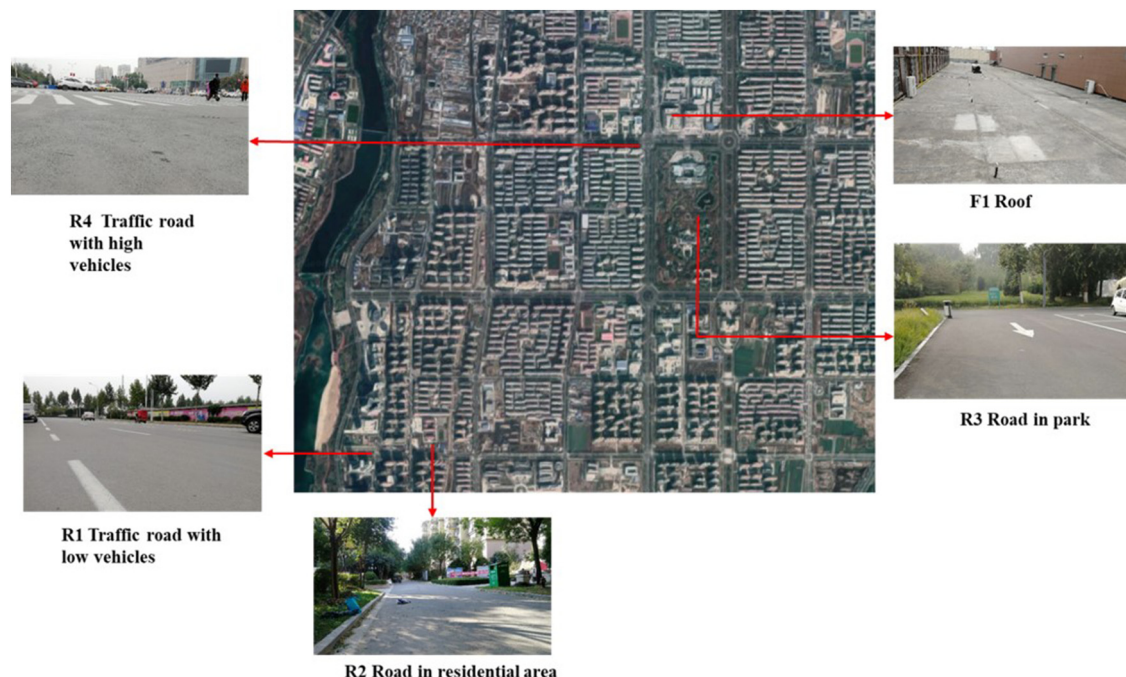 F1 Roof
R4 Traffic road
with high
vehicles
R3 Road in park
R1 Traffic road with
low vehicles
R2 Road in residential area